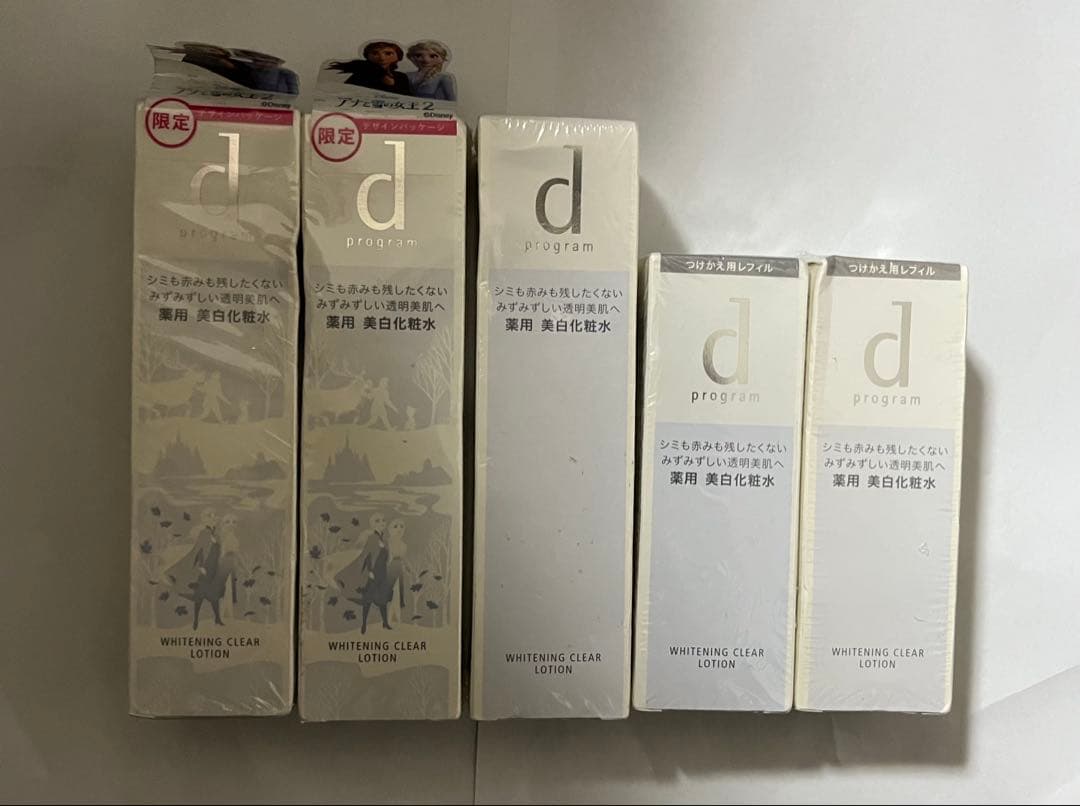 アナと雪の女王2
©Disney
限定
デザインパッケージ
d
program
シミも赤みも残したくない
みずみずしい透明美肌へ
薬用 美白化粧水
WHITENING CLEAR
LOTION
アナと雪の女王2
©Disney
限定
デザインパッケージ
d
program
シミも赤みも残したくない
みずみずしい透明美肌へ
薬用 美白化粧水
WHITENING CLEAR
LOTION
d
program
シミも赤みも残したくない
みずみずしい透明美肌へ
薬用 美白化粧水
WHITENING CLEAR
LOTION
つけかえ用レフィル
d
program
シミも赤みも残したくない
みずみずしい透明美肌へ
薬用 美白化粧水
WHITENING CLEAR
LOTION
つけかえ用レフィル
d
program
シミも赤みも残したくない
みずみずしい透明美肌へ
薬用 美白化粧水
WHITENING CLEAR
LOTION